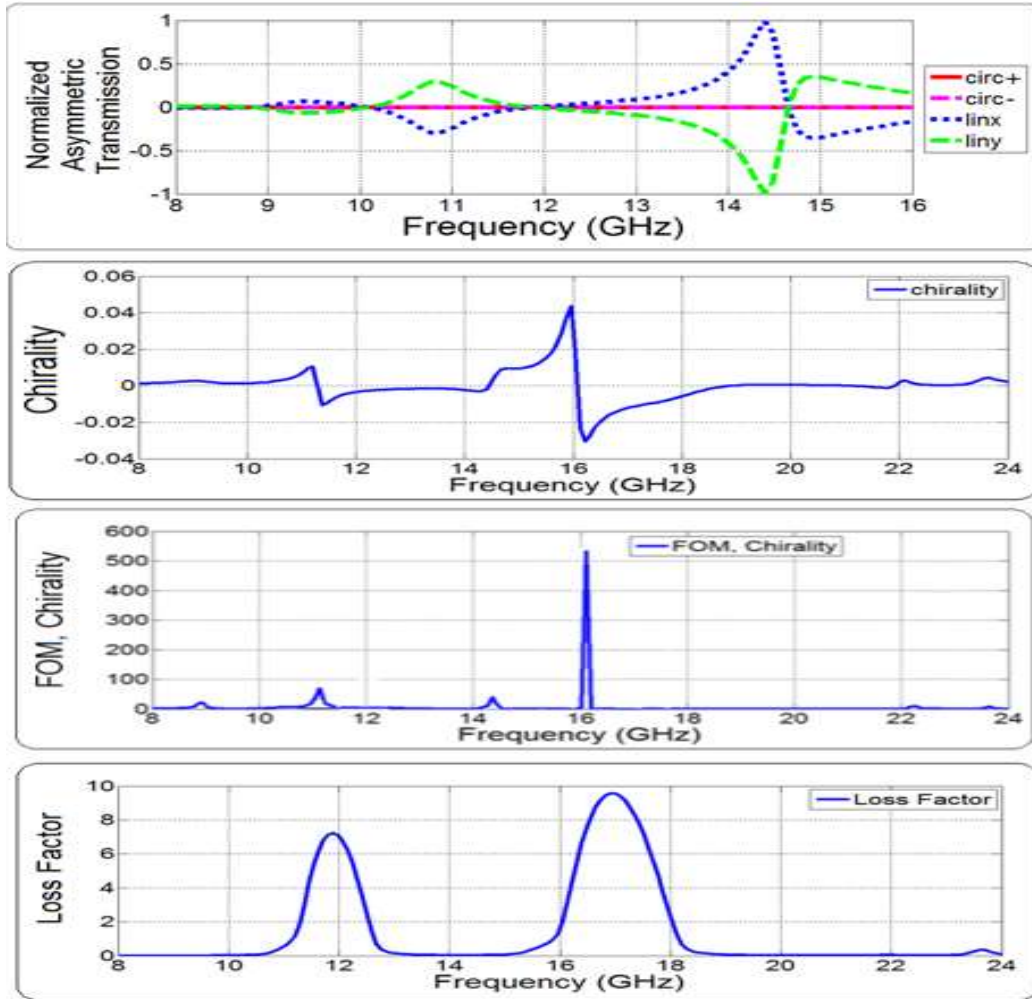 Normalized
Asymmetric
Transmission
1
0.5
0
-0.5
-1
8 9 10 11 12 13 14 15 16
Frequency (GHz)
circ+
circ-
linx
liny
Chirality
0.06
0.04
0.02
0
-0.02
-0.04
8 10 12 14 16 18 20 22 24
Frequency (GHz)
chirality
FOM, Chirality
600
500
400
300
200
100
0
8 10 12 14 16 18 20 22 24
Frequency (GHz)
FOM, Chirality
Loss Factor
10
8
6
4
2
0
8 10 12 14 16 18 20 22 24
Frequency (GHz)
Loss Factor